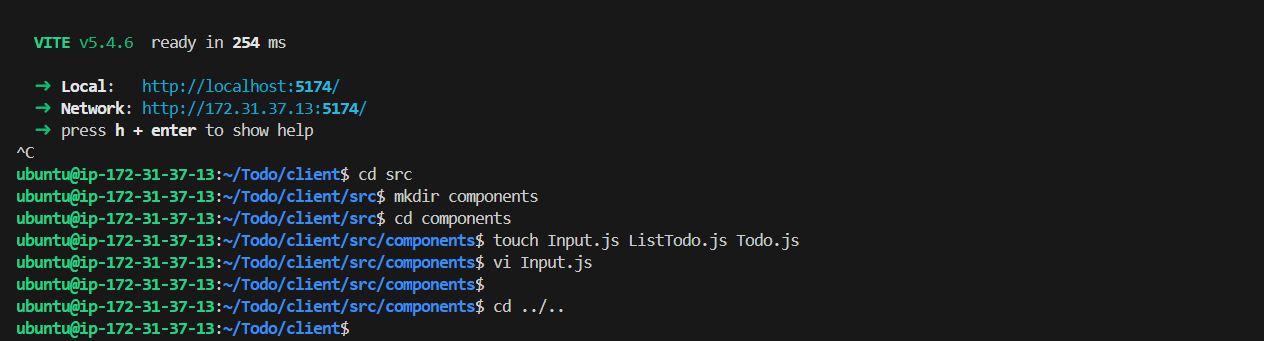 VITE v5.4.6 ready in 254 ms
➜ Local: http://localhost:5174/
➜ Network: http://172.31.37.13:5174/
➜ press h + enter to show help
^C
ubuntu@ip-172-31-37-13:~/Todo/client$ cd src
ubuntu@ip-172-31-37-13:~/Todo/client/src$ mkdir components
ubuntu@ip-172-31-37-13:~/Todo/client/src$ cd components
ubuntu@ip-172-31-37-13:~/Todo/client/src/components$ touch Input.js ListTodo.js Todo.js
ubuntu@ip-172-31-37-13:~/Todo/client/src/components$ vi Input.js
ubuntu@ip-172-31-37-13:~/Todo/client/src/components$
ubuntu@ip-172-31-37-13:~/Todo/client/src/components$ cd ../..
ubuntu@ip-172-31-37-13:~/Todo/client$